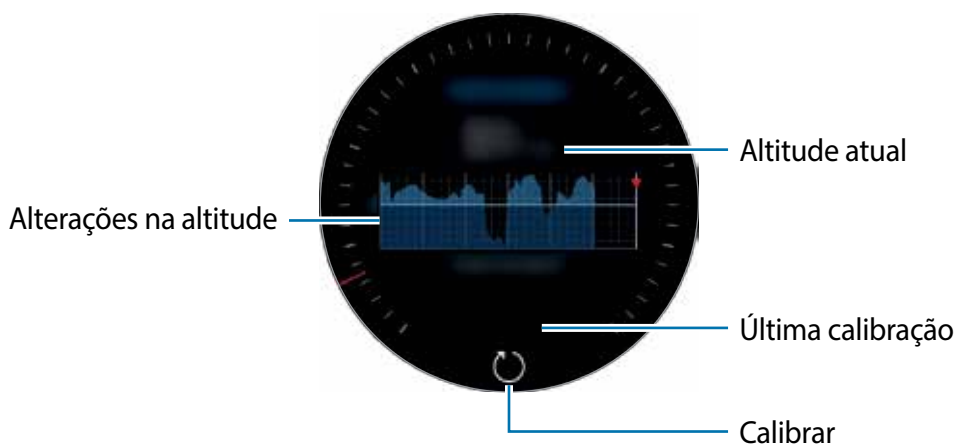 Altitude atual
Alterações na altitude
Última calibração
Calibrar